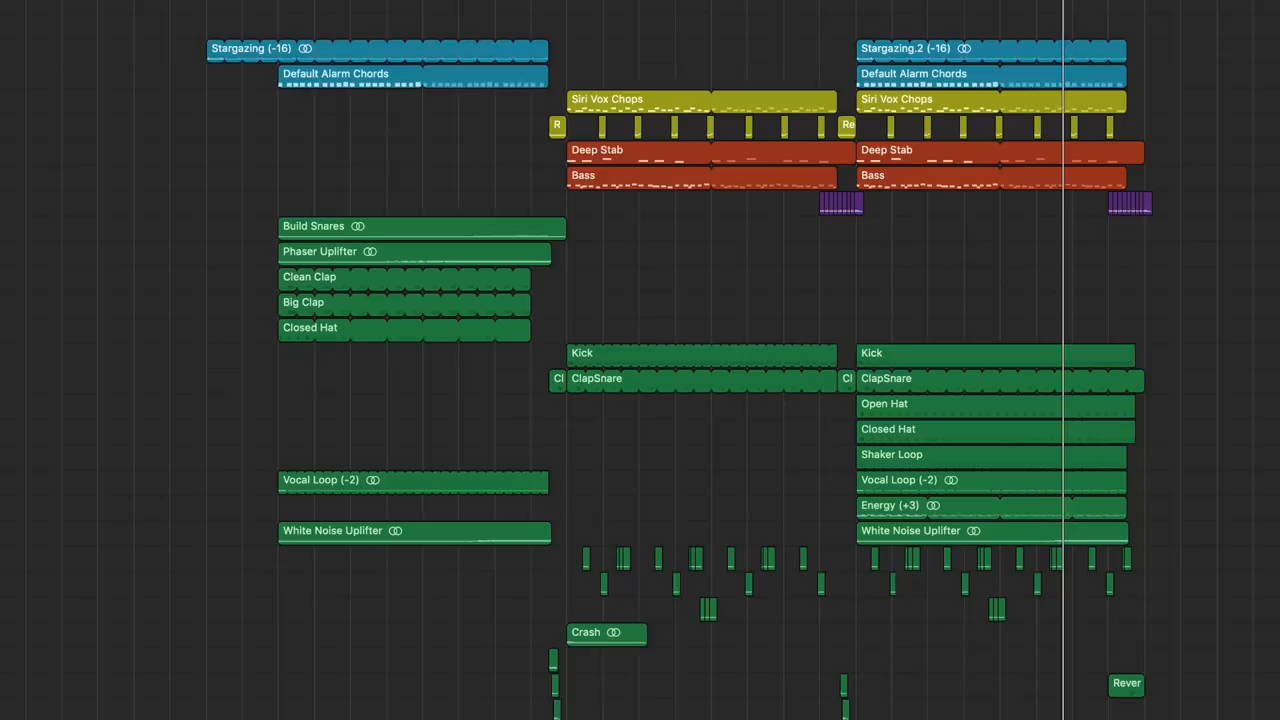 Stargazing (-16) Stargazing.2 (-16)
Default Alarm Chords Default Alarm Chords
Siri Vox Chops Siri Vox Chops
R Re
Deep Stab Deep Stab
Bass Bass
Build Snares
Phaser Uplifter
Clean Clap
Big Clap
Closed Hat
Kick Kick
Cl ClapSnare Cl ClapSnare
Open Hat
Closed Hat
Shaker Loop
Vocal Loop (-2) Vocal Loop (-2)
Energy (+3)
White Noise Uplifter White Noise Uplifter
Crash
Rever